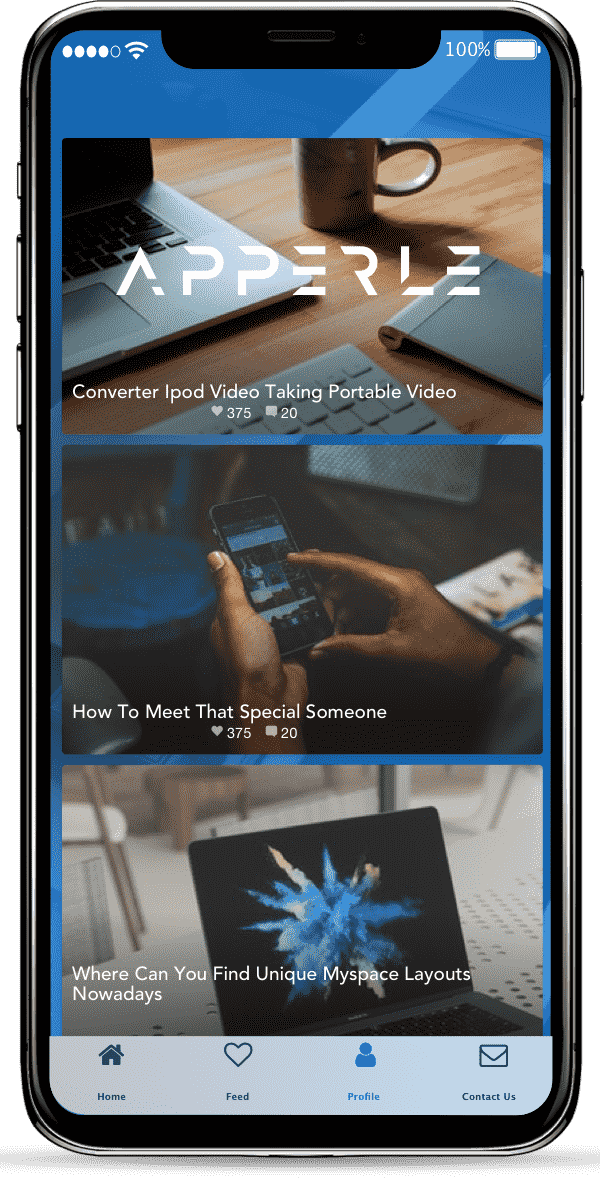 100%
APPERLE
Converter Ipod Video Taking Portable Video
375 20
How To Meet That Special Someone
375 20
Where Can You Find Unique Myspace Layouts
Nowadays
Home Feed Profile Contact Us